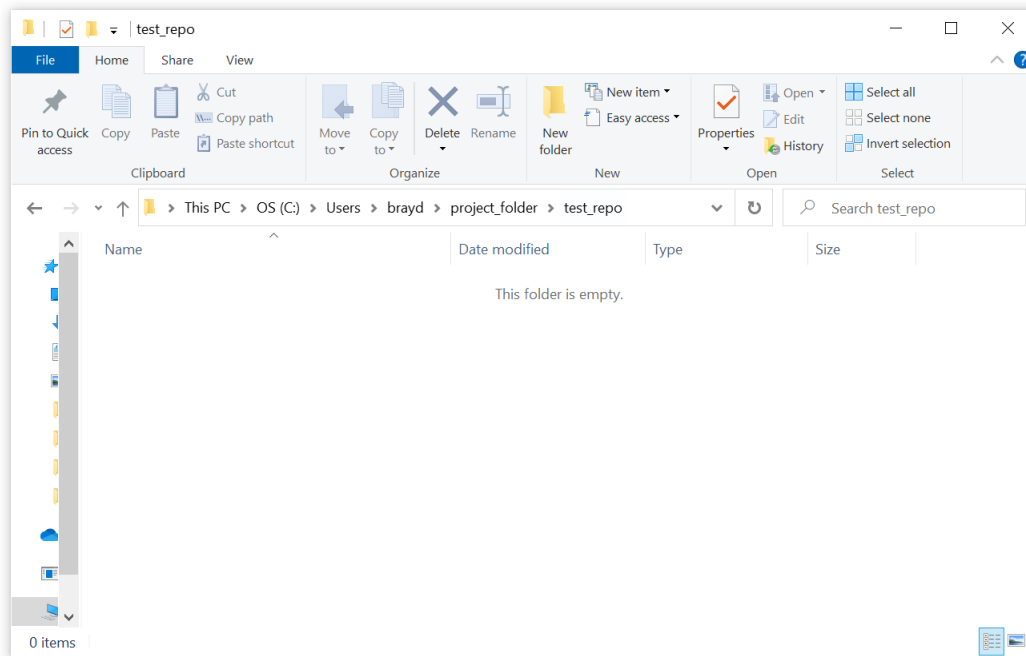 test_repo
File Home Share View
Pin to Quick access
Copy
Paste
Cut
Copy path
Paste shortcut
Clipboard
Move to
Copy to
Delete
Rename
Organize
New folder
New item
Easy access
New
Properties
Open
Edit
History
Open
Select all
Select none
Invert selection
Select
This PC > OS (C:) > Users > brayd > project_folder > test_repo
Search test_repo
Name Date modified Type Size
This folder is empty.
0 items